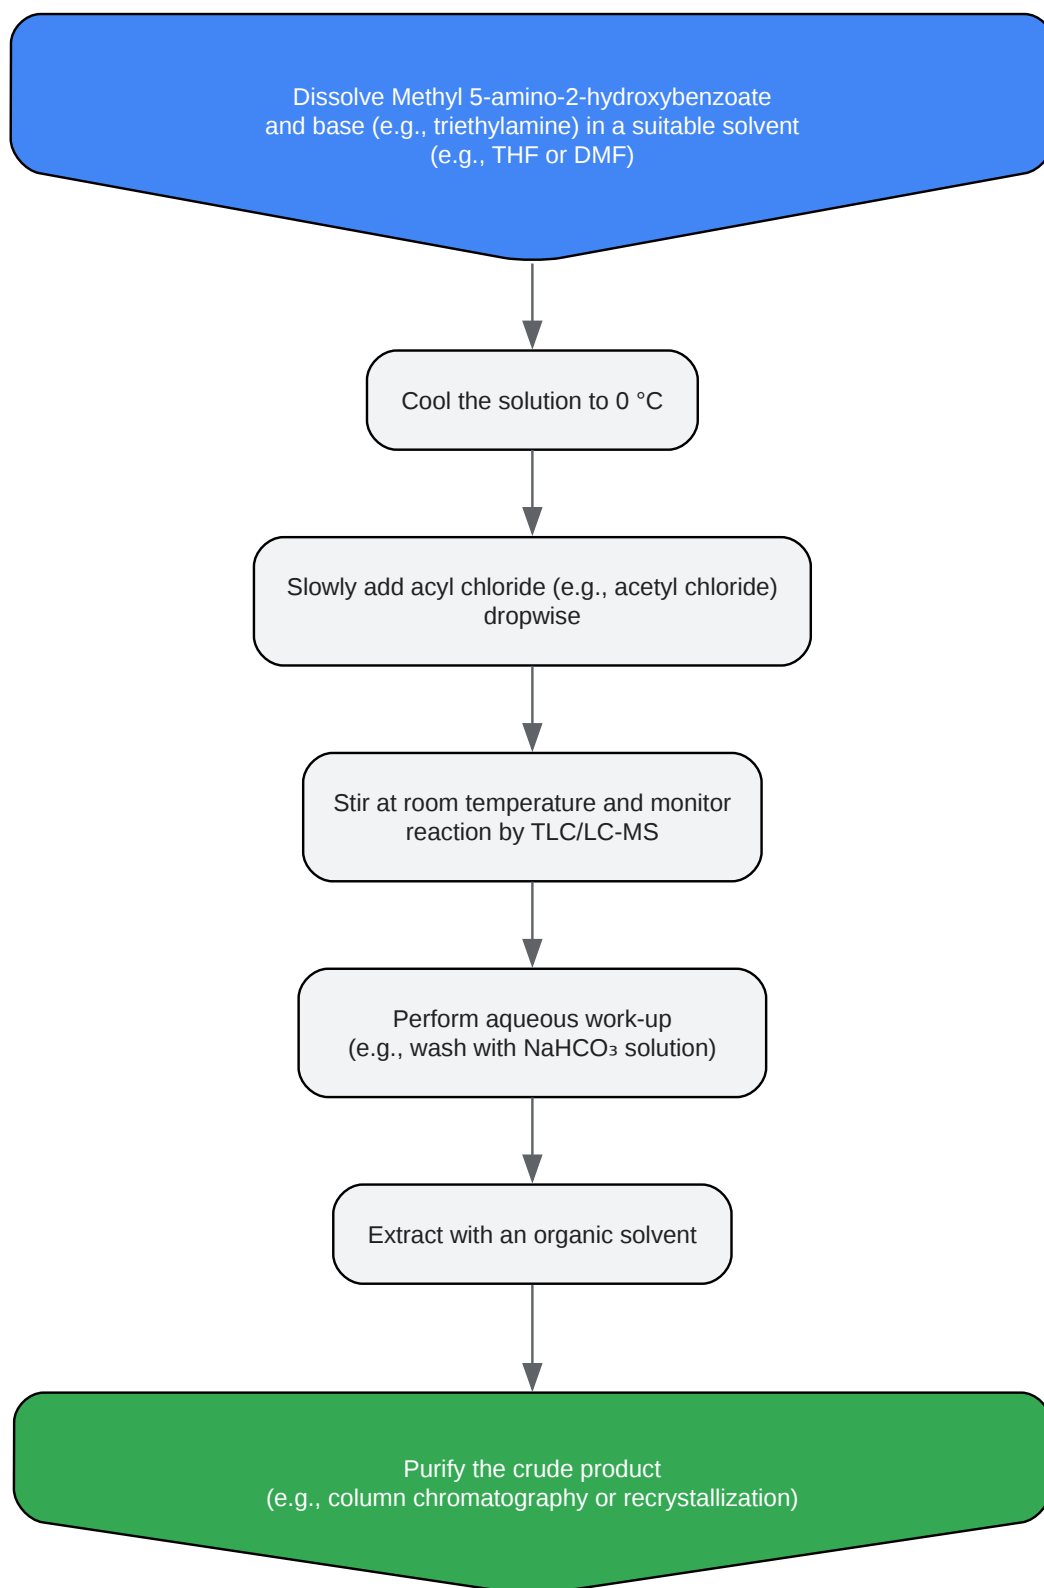 Dissolve Methyl 5-amino-2-hydroxybenzoate
and base (e.g., triethylamine) in a suitable solvent
(e.g., THF or DMF)
Cool the solution to 0 °C
Slowly add acyl chloride (e.g., acetyl chloride)
dropwise
Stir at room temperature and monitor
reaction by TLC/LC-MS
Perform aqueous work-up
(e.g., wash with NaHCO₃ solution)
Extract with an organic solvent
Purify the crude product
(e.g., column chromatography or recrystallization)